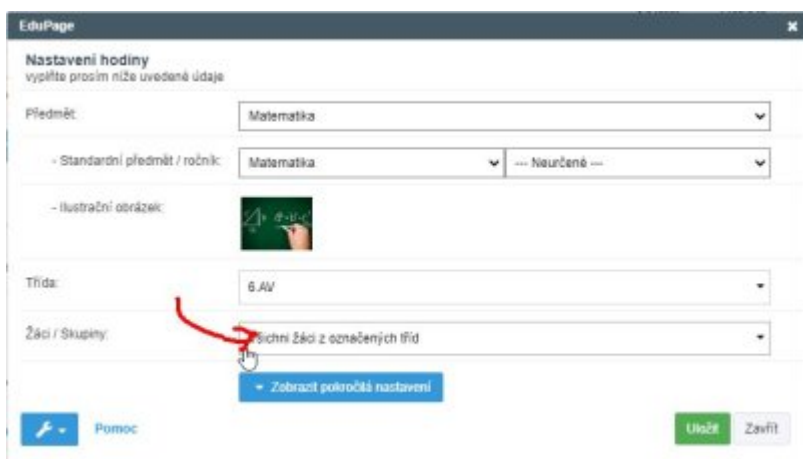 EduPage
Nastavení hodiny
vyplňte prosím níže uvedené údaje
Předmět:
Matematika
- Standardní předmět / ročník:
Matematika
--- Neurčené ---
- Ilustrační obrázek:
Třída:
6.AV
Žáci / Skupiny:
žáci z označených tříd
Zobrazit pokročilá nastavení
Pomoc
Uložit
Zavřít